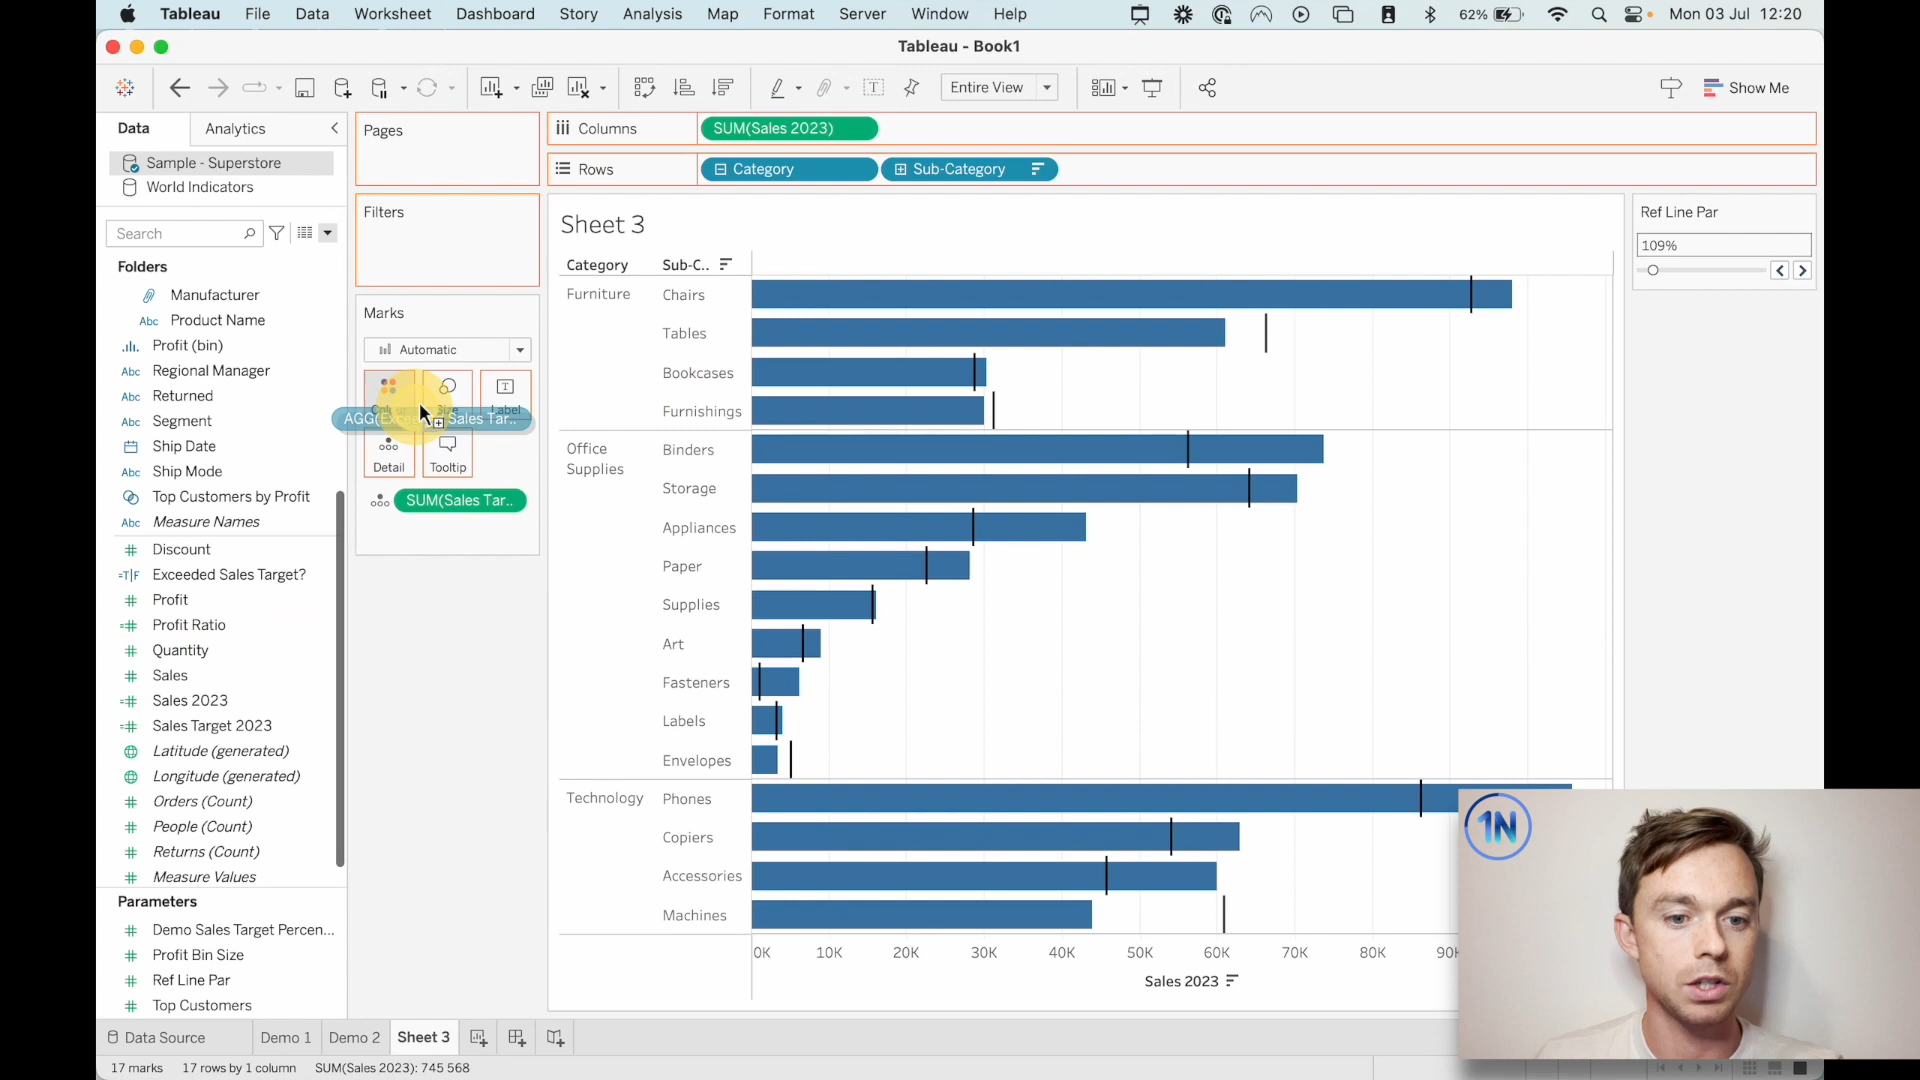 Tableau File Data Worksheet Dashboard Story Analysis Map Format Server Window Help 62% Mon 03 Jul 12:20
Tableau - Book1
Entire View
Show Me
Data Analytics
Sample - Superstore
World Indicators
Search
Folders
Manufacturer
Abc Product Name
Profit (bin)
Abc Regional Manager
Abc Returned
Abc Segment
Ship Date
Abc Ship Mode
Top Customers by Profit
Abc Measure Names
# Discount
=T|F Exceeded Sales Target?
# Profit
=# Profit Ratio
# Quantity
# Sales
=# Sales 2023
=# Sales Target 2023
Latitude (generated)
Longitude (generated)
# Orders (Count)
# People (Count)
# Returns (Count)
# Measure Values
Parameters
# Demo Sales Target Percen...
# Profit Bin Size
# Ref Line Par
# Top Customers
Pages
Filters
Marks
Automatic
Label
Sales Tar..
Detail Tooltip
SUM(Sales Tar..
Columns SUM(Sales 2023)
Rows Category Sub-Category
Sheet 3
Category Sub-C..
Furniture Chairs
Tables
Bookcases
Furnishings
Office Supplies Binders
Storage
Appliances
Paper
Supplies
Art
Fasteners
Labels
Envelopes
Technology Phones
Copiers
Accessories
Machines
0K 10K 20K 30K 40K 50K 60K 70K 80K
Sales 2023
Ref Line Par
109%
1N
Data Source Demo 1 Demo 2 Sheet 3
17 marks 17 rows by 1 column SUM(Sales 2023): 745 568